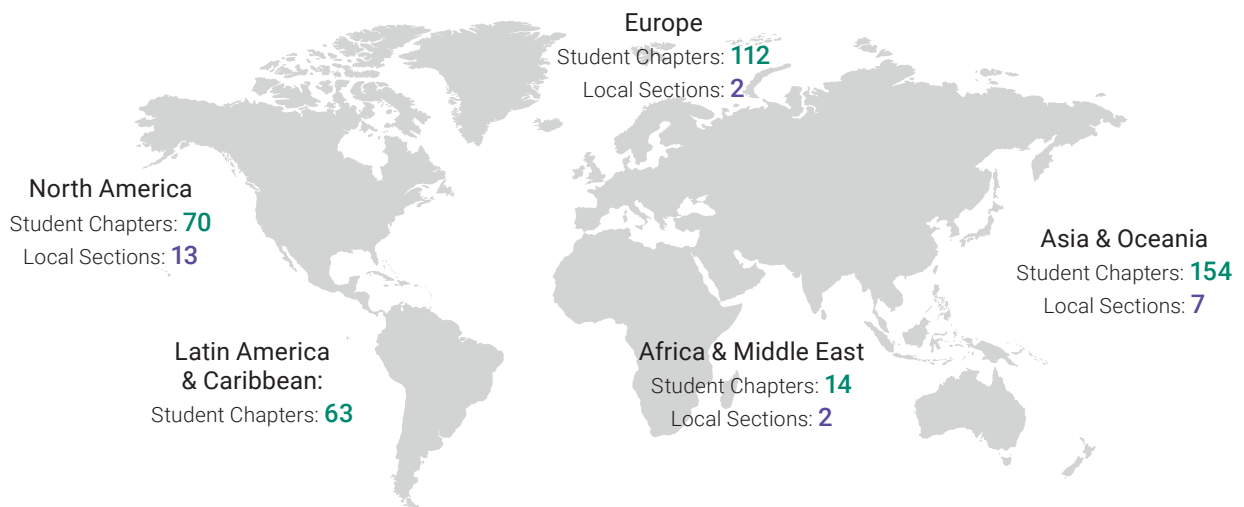 Europe
Student Chapters: 112
Local Sections: 2
North America
Student Chapters: 70
Local Sections: 13
Asia & Oceania
Student Chapters: 154
Local Sections: 7
Latin America
& Caribbean:
Student Chapters: 63
Africa & Middle East
Student Chapters: 14
Local Sections: 2